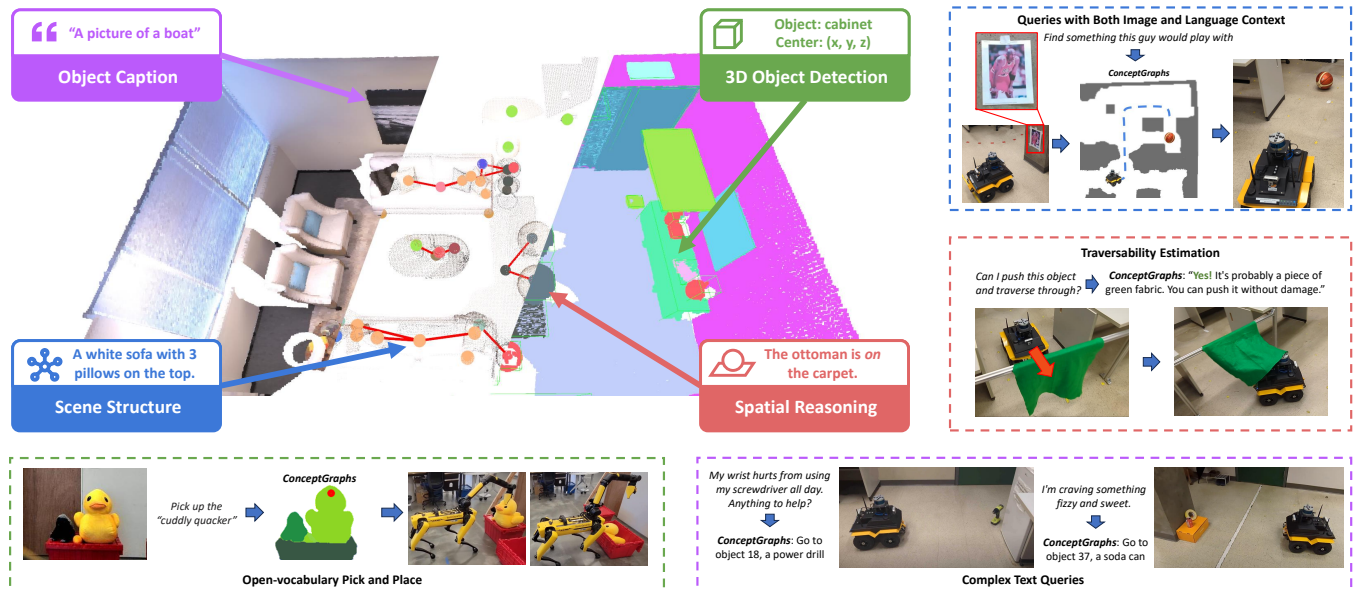 “A picture of a boat”
Object Caption
Object: cabinet
Center: (x, y, z)
3D Object Detection
A white sofa with 3
pillows on the top.
Scene Structure
The ottoman is on
the carpet.
Spatial Reasoning
Queries with Both Image and Language Context
Find something this guy would play with
ConceptGraphs
Traversability Estimation
Can I push this object
and traverse through?
ConceptGraphs: “Yes! It's probably a piece of
green fabric. You can push it without damage.”
Pick up the
“cuddly quacker”
ConceptGraphs
Open-vocabulary Pick and Place
My wrist hurts from using
my screwdriver all day.
Anything to help?
ConceptGraphs: Go to
object 18, a power drill
I'm craving something
fizzy and sweet.
ConceptGraphs: Go to
object 37, a soda can
Complex Text Queries